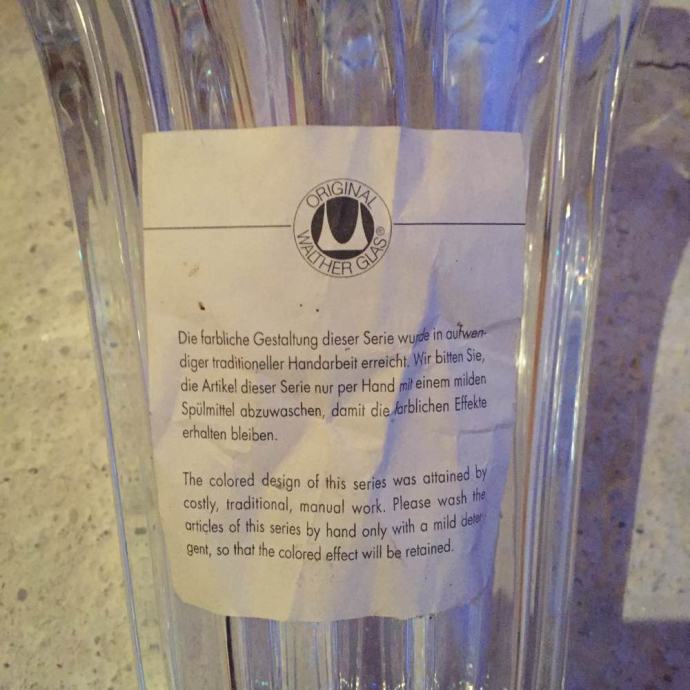 ORIGINAL
WALTHER GLAS®
Die farbliche Gestaltung dieser Serie wurde in aufwen-
diger traditioneller Handarbeit erreicht. Wir bitten Sie,
die Artikel dieser Serie nur per Hand mit einem milden
Spülmittel abzuwaschen, damit die farblichen Effekte
erhalten bleiben.
The colored design of this series was attained by
costly, traditional, manual work. Please wash the
articles of this series by hand only with a mild deter-
gent, so that the colored effect will be retained.